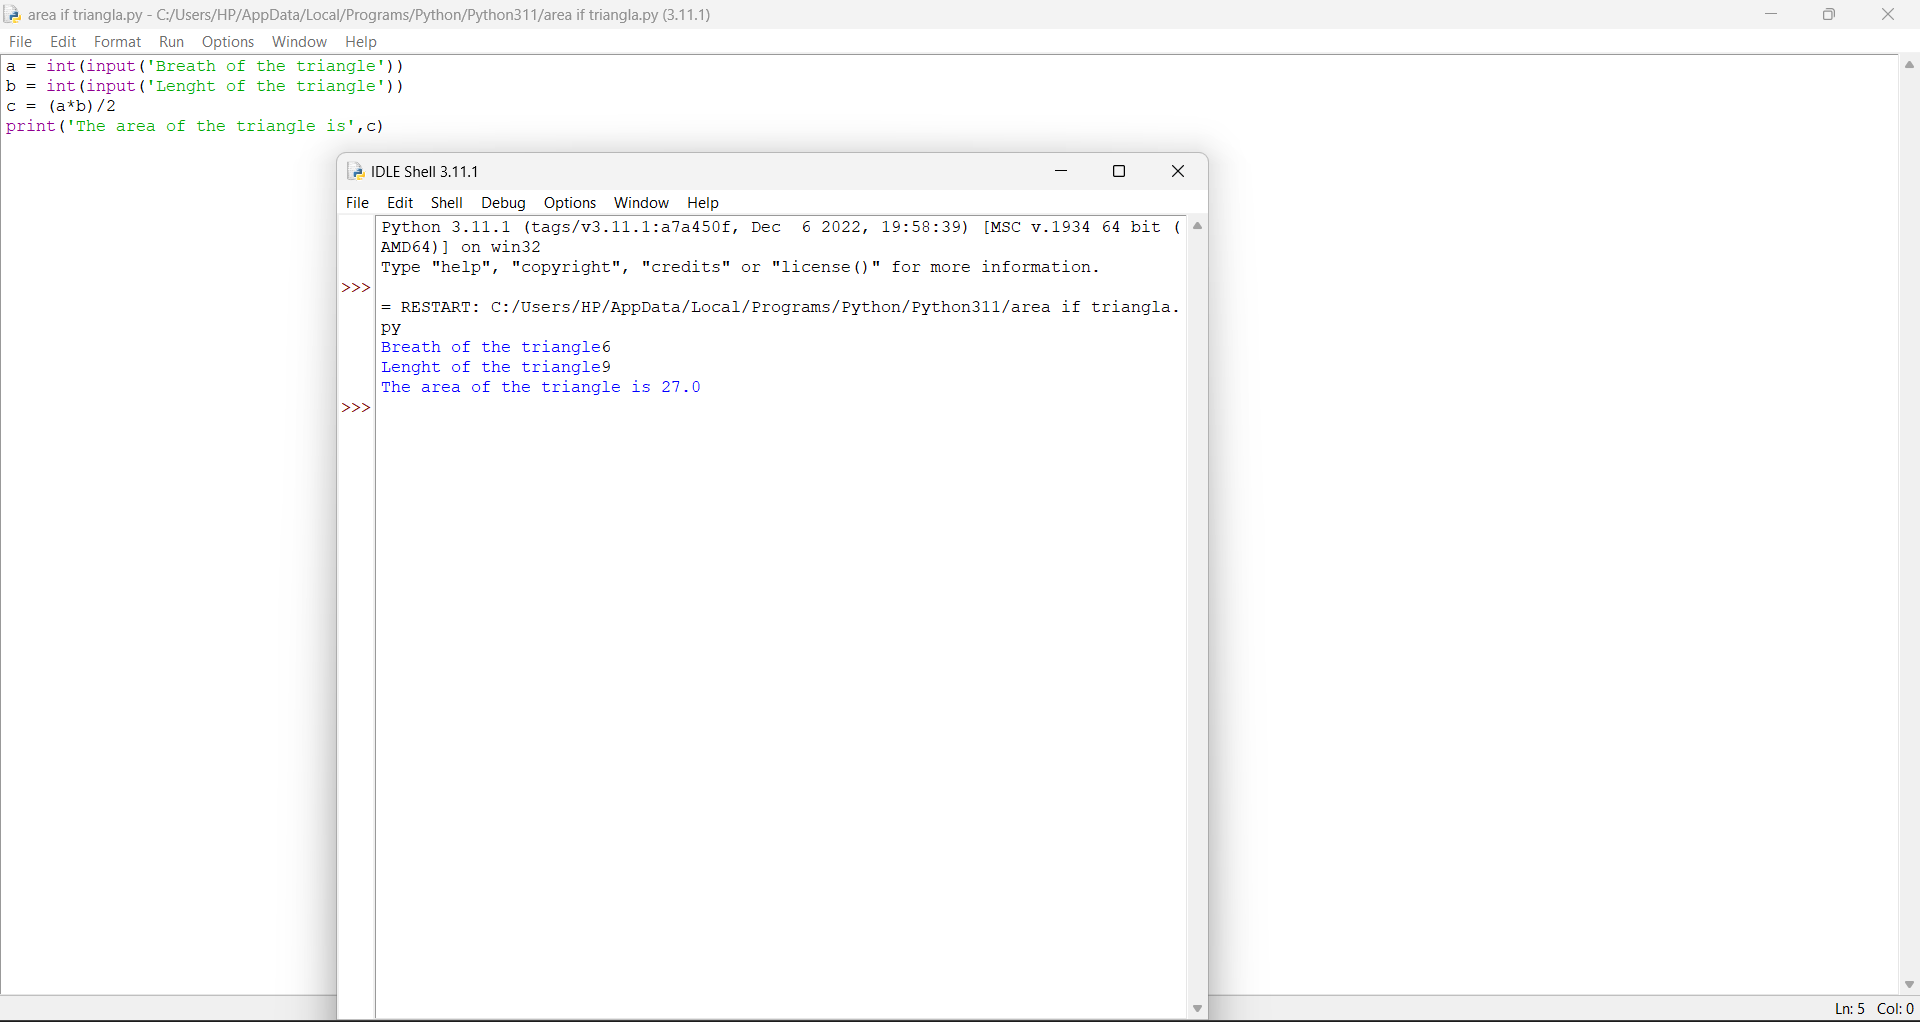 area if triangla.py - C:/Users/HP/AppData/Local/Programs/Python/Python311/area if triangla.py (3.11.1)
File Edit Format Run Options Window Help
a = int(input('Breath of the triangle'))
b = int(input('Lenght of the triangle'))
c = (a*b)/2
print('The area of the triangle is',c)
IDLE Shell 3.11.1
File Edit Shell Debug Options Window Help
Python 3.11.1 (tags/v3.11.1:a7a450f, Dec  6 2022, 19:58:39) [MSC v.1934 64 bit (
AMD64)] on win32
Type "help", "copyright", "credits" or "license()" for more information.
>>>
= RESTART: C:/Users/HP/AppData/Local/Programs/Python/Python311/area if triangla.
py
Breath of the triangle6
Lenght of the triangle9
The area of the triangle is 27.0
>>>
Ln: 5 Col: 0